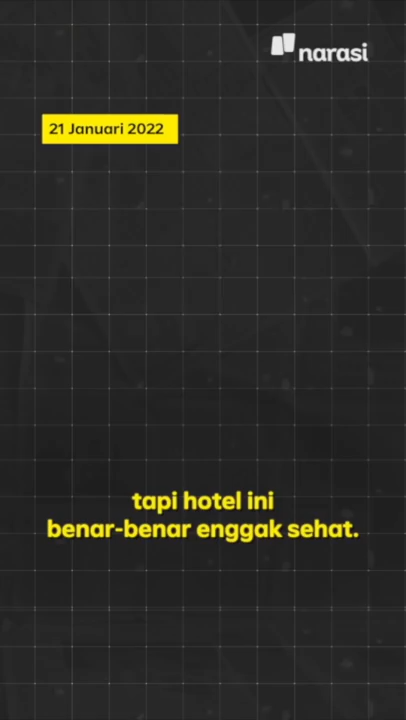 narasi
21 Januari 2022
tapi hotel ini
benar-benar enggak sehat.